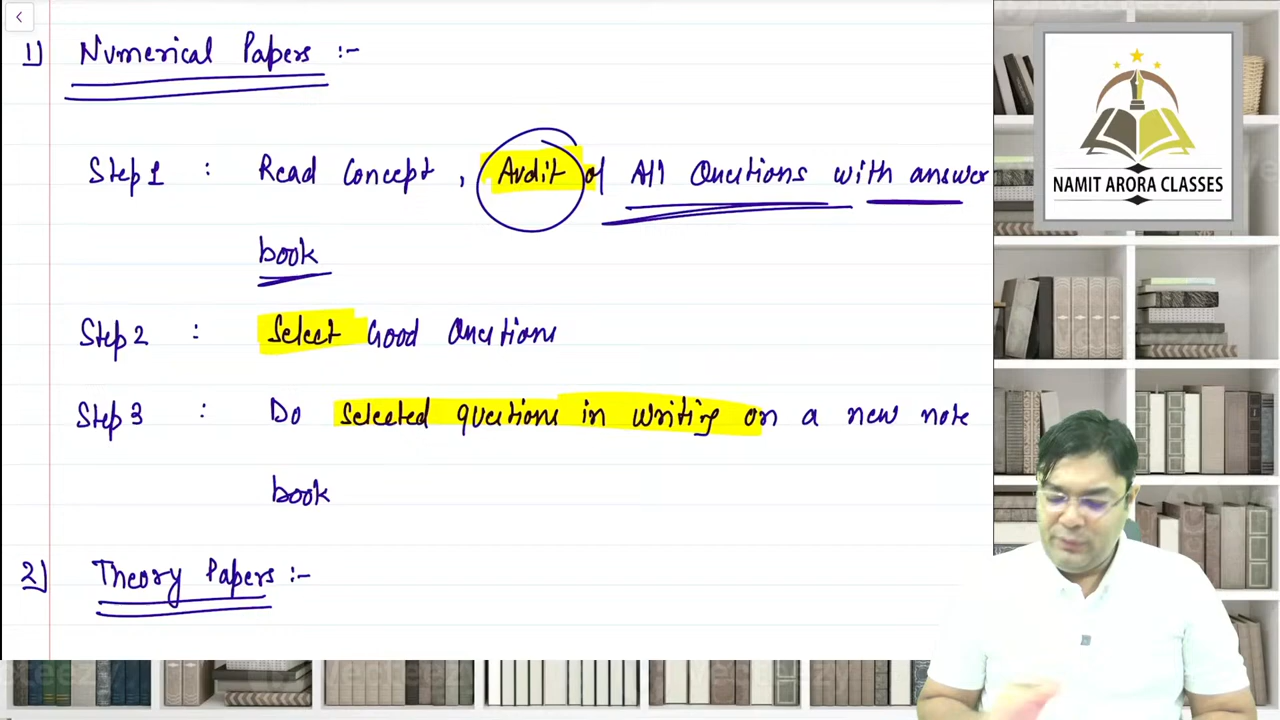 1) Numerical Papers :-
Step 1 : Read Concept , Audit of All Questions with answer
book
Step 2 : Select Good Questions
Step 3 : Do selected questions in writing on a new note
book
2) Theory Papers :-
NAMIT ARORA CLASSES
vecteezy